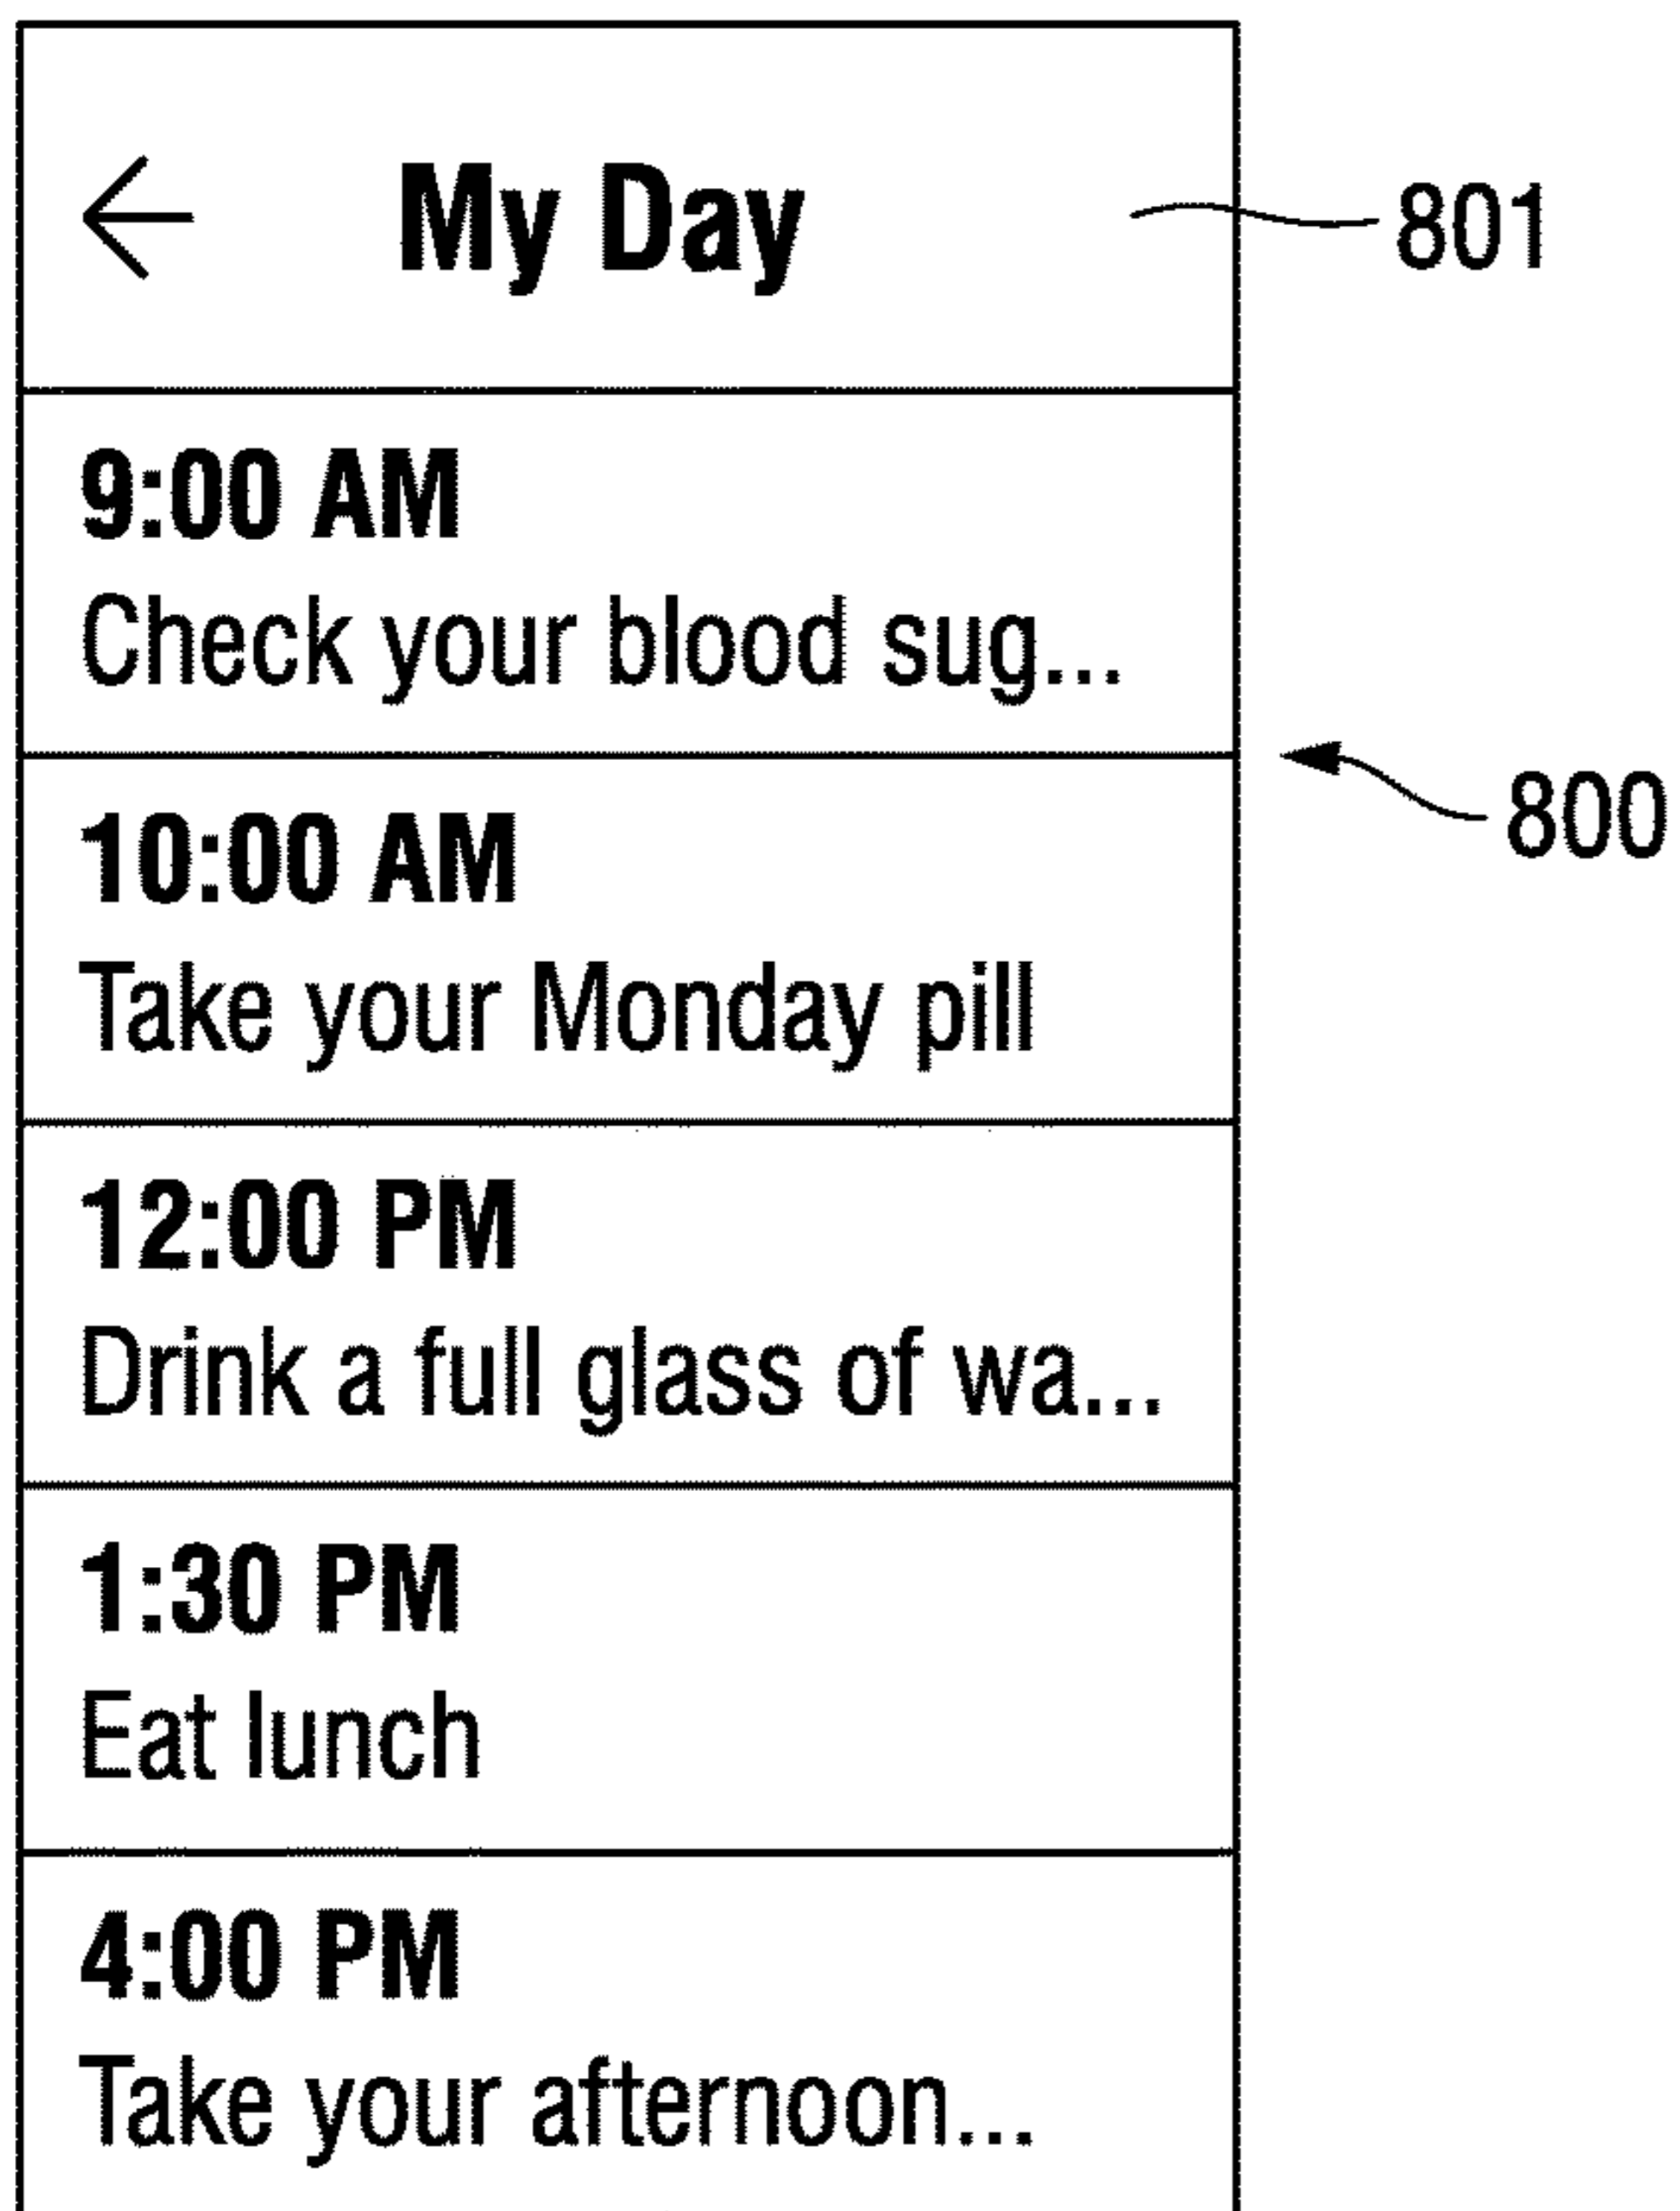 My Day
801
9:00 AM
Check your blood sug...
800
10:00 AM
Take your Monday pill
12:00 PM
Drink a full glass of wa...
1:30 PM
Eat lunch
4:00 PM
Take your afternoon...